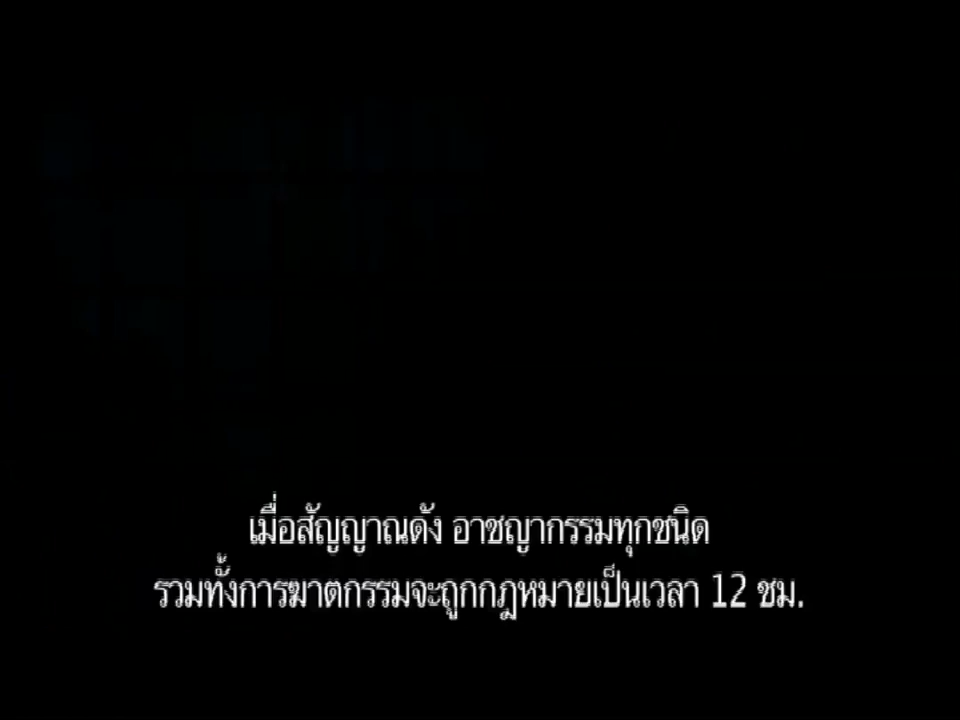 เมื่อสัญญาณดัง อาชญากรรมทุกชนิด
รวมทั้งการฆาตกรรมจะถูกกฎหมายเป็นเวลา 12 ชม.